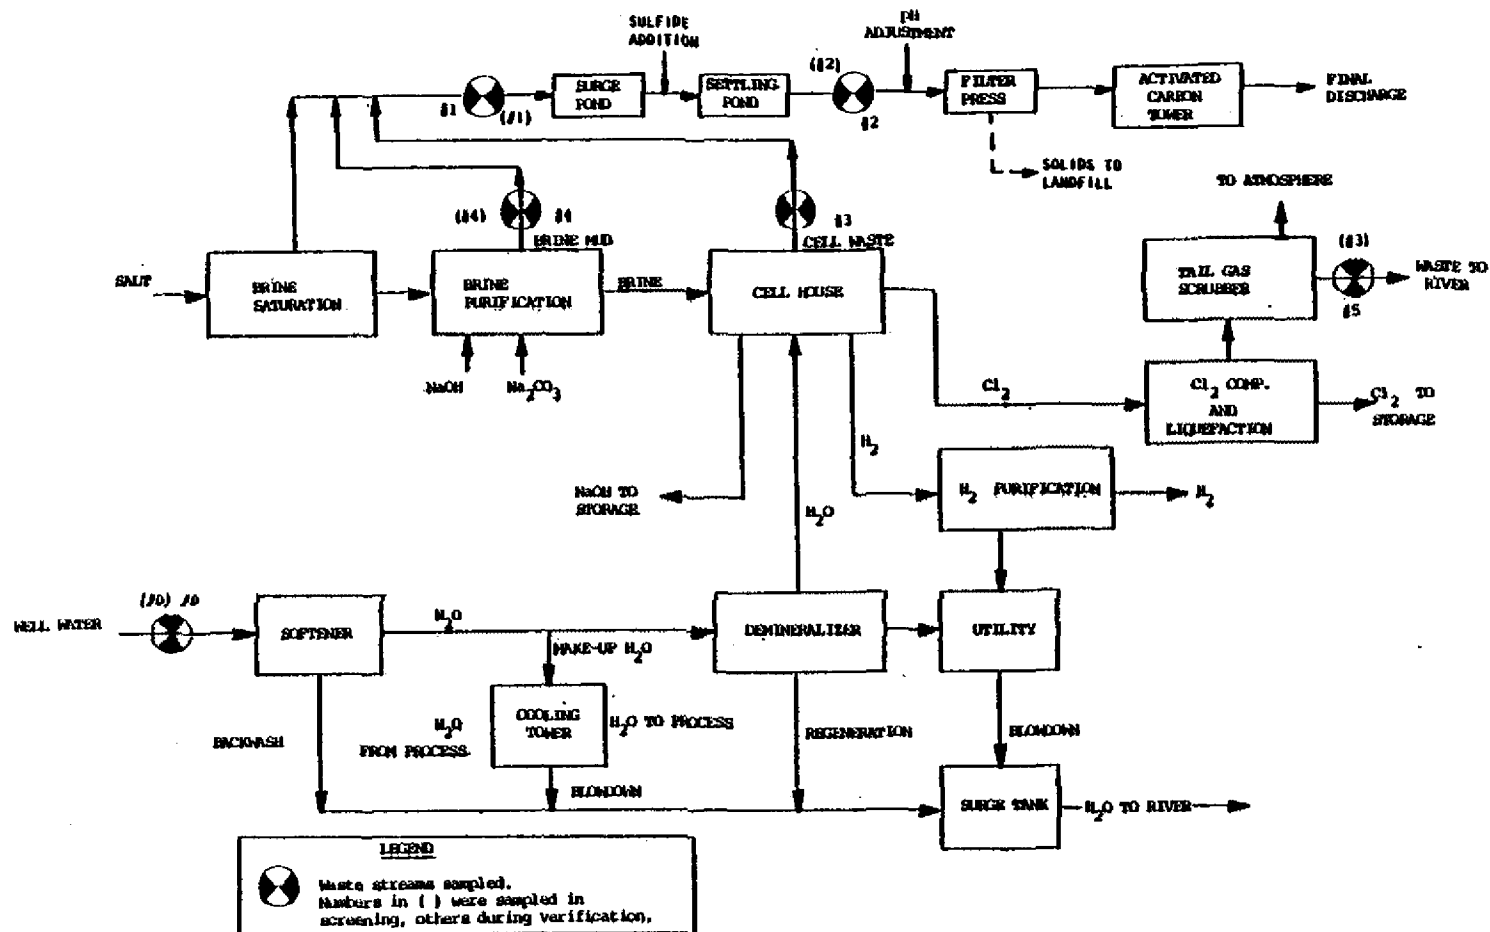 SULFIDE
ADDITION
pH
ADJUSTMENT
(#2)
#1
(#1)
SURGE
POND
SETTLING
POND
#2
FILTER
PRESS
ACTIVATED
CARBON
TOWER
FINAL
DISCHARGE
SOLIDS TO
LANDFILL
TO ATMOSPHERE
(#4)
#4
BRINE MUD
#3
CELL WASTE
SALT
BRINE
SATURATION
BRINE
PURIFICATION
BRINE
CELL HOUSE
TAIL GAS
SCRUBBER
(#3)
#5
WASTE TO
RIVER
NaOH
Na2CO3
Cl2
Cl2 COMP.
AND
LIQUEFACTION
Cl2 TO
STORAGE
H2
NaOH TO
STORAGE
H2O
H2 PURIFICATION
H2
WELL WATER
(#0) #0
SOFTENER
H2O
MAKE-UP H2O
DEMINERALIZER
UTILITY
BACKWASH
H2O
FROM PROCESS
COOLING
TOWER
H2O TO PROCESS
REGENERATION
BLOWDOWN
BLOWDOWN
SURGE TANK
H2O TO RIVER
LEGEND
Waste streams sampled.
Numbers in ( ) were sampled in
screening, others during verification.